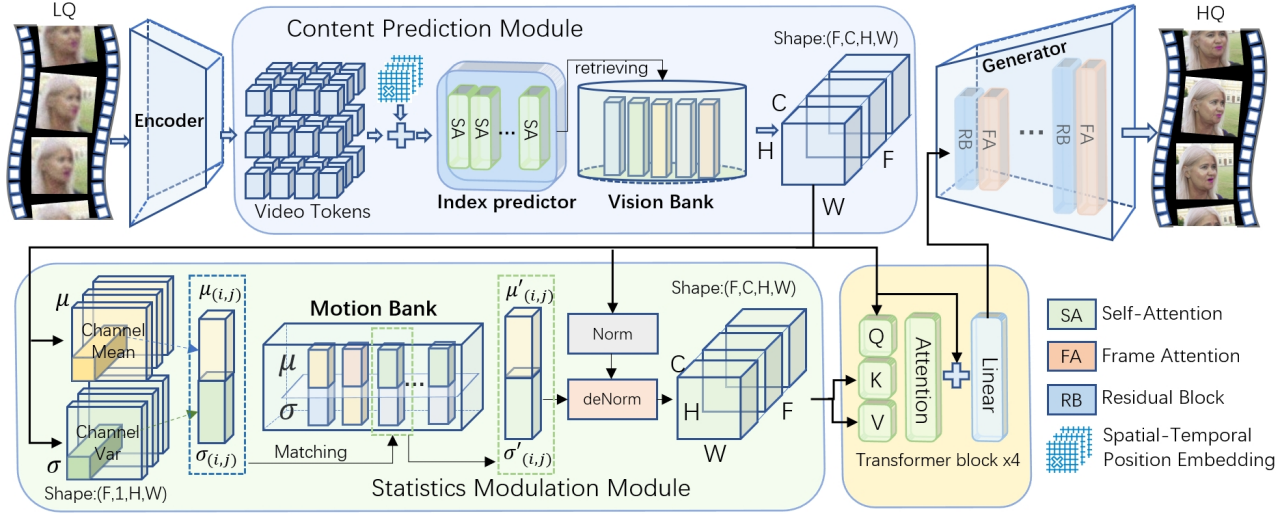 LQ
Encoder
Content Prediction Module
Video Tokens
SA
SA
...
SA
Index predictor
retrieving
Vision Bank
Shape:(F,C,H,W)
C
H
W
F
Generator
RB
FA
...
RB
FA
HQ
μ
Channel
Mean
Channel
Var
σ
Shape:(F,1,H,W)
μ(i,j)
σ(i,j)
Motion Bank
μ
σ
...
Matching
μ′(i,j)
σ′(i,j)
Norm
deNorm
Shape:(F,C,H,W)
C
H
W
F
Statistics Modulation Module
Q
K
V
Attention
Linear
Transformer block x4
SA Self-Attention
FA Frame Attention
RB Residual Block
Spatial-Temporal
Position Embedding